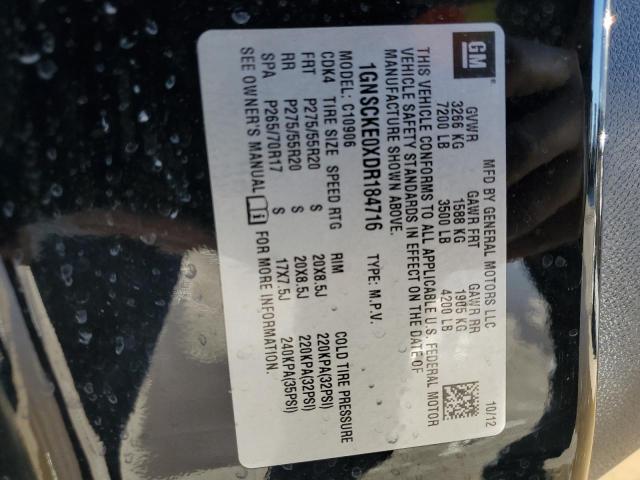 GM
MFD BY GENERAL MOTORS LLC 10/12
GVWR GAWR FRT GAWR RR
3266 KG 1588 KG 1905 KG
7200 LB 3500 LB 4200 LB
THIS VEHICLE CONFORMS TO ALL APPLICABLE U.S. FEDERAL MOTOR
VEHICLE SAFETY STANDARDS IN EFFECT ON THE DATE OF
MANUFACTURE SHOWN ABOVE.
1GNSCKE0XDR184716 TYPE: M.P.V.
MODEL: C10906
CDK4 TIRE SIZE SPEED RTG RIM COLD TIRE PRESSURE
FRT P275/55R20 S 20X8.5J 220KPA(32PSI)
RR P275/55R20 S 20X8.5J 220KPA(32PSI)
SPA P265/70R17 S 17X7.5J 240KPA(35PSI)
SEE OWNER'S MANUAL FOR MORE INFORMATION.